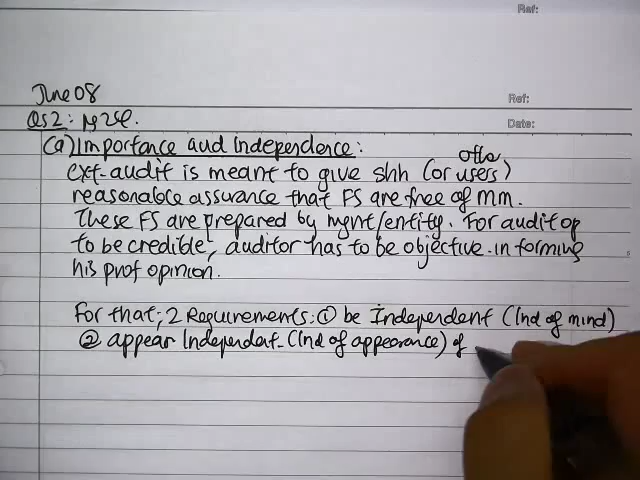 Ref:
June 08
Ref:
Qs 2:
Date:
(a) Importance and independence:
ext-audit is meant to give shh (or other users)
reasonable assurance that FS are free of mm.
These FS are prepared by mgnt/entity. For audit op
to be credible, auditor has to be objective in forming
his prof opinion.
For that; 2 Requirements: ① be Independent (Ind of mind)
② appear Independent (Ind of appearance) of